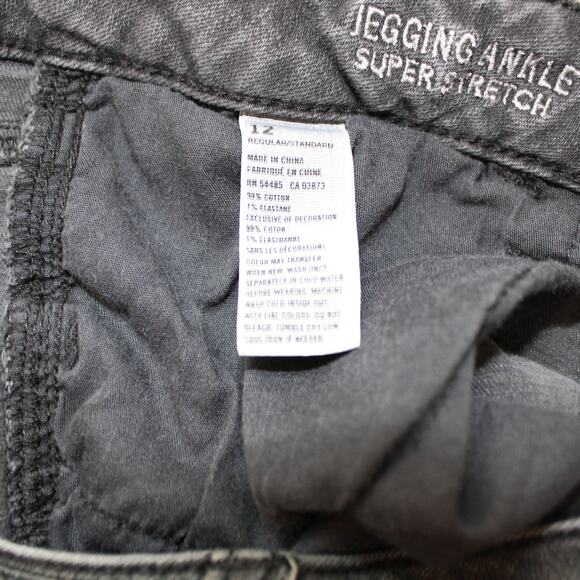 JEGGING ANKLE
SUPER STRETCH
12
REGULAR/STANDARD
MADE IN CHINA
FABRIQUÉ EN CHINE
RN 54485 CA 03873
99% COTTON
1% ELASTANE
EXCLUSIVE OF DECORATION
99% COTON
1% ÉLASTHANNE
SANS LES DÉCORATIONS
COLOR MAY TRANSFER
WHEN NEW WASH ONCE
SEPARATELY IN COLD WATER
BEFORE WEARING. MACHINE
WASH COLD INSIDE OUT
WITH LIKE COLORS. DO NOT
BLEACH. TUMBLE DRY LOW.
COOL IRON IF NEEDED.